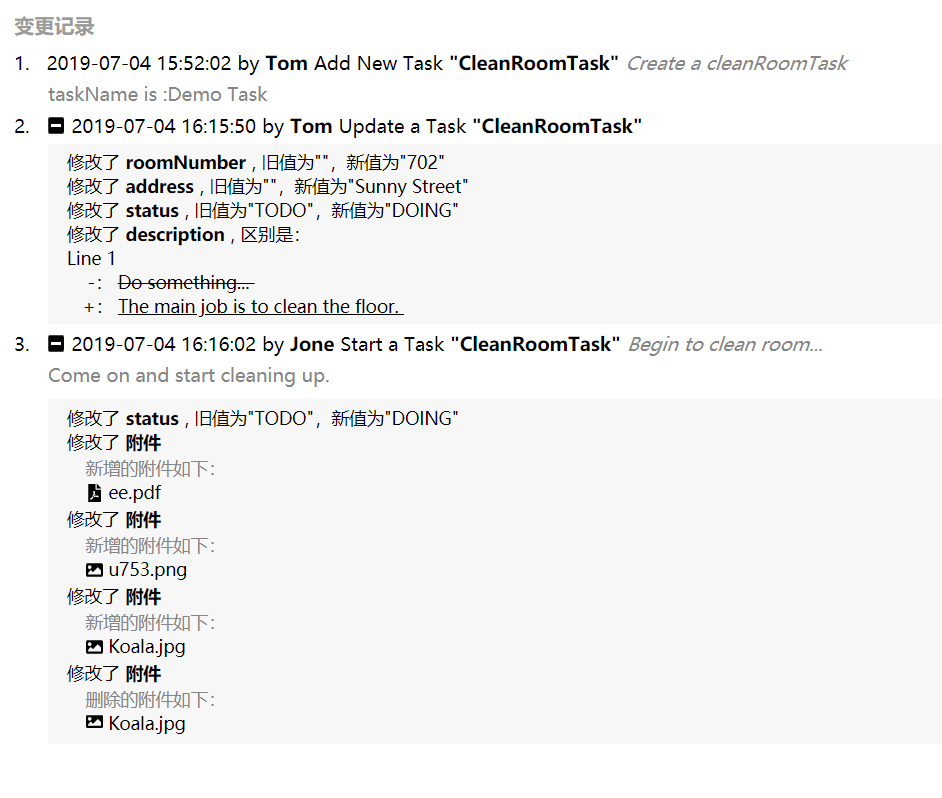 变更记录
1. 2019-07-04 15:52:02 by Tom Add New Task "CleanRoomTask" Create a cleanRoomTask
taskName is :Demo Task
2. 2019-07-04 16:15:50 by Tom Update a Task "CleanRoomTask"
修改了 roomNumber , 旧值为"", 新值为"702"
修改了 address , 旧值为"", 新值为"Sunny Street"
修改了 status , 旧值为"TODO", 新值为"DOING"
修改了 description , 区别是:
Line 1
-: Do something...
+: The main job is to clean the floor.
3. 2019-07-04 16:16:02 by Jone Start a Task "CleanRoomTask" Begin to clean room...
Come on and start cleaning up.
修改了 status , 旧值为"TODO", 新值为"DOING"
修改了 附件
新增的附件如下:
ee.pdf
修改了 附件
新增的附件如下:
u753.png
修改了 附件
新增的附件如下:
Koala.jpg
修改了 附件
删除的附件如下:
Koala.jpg